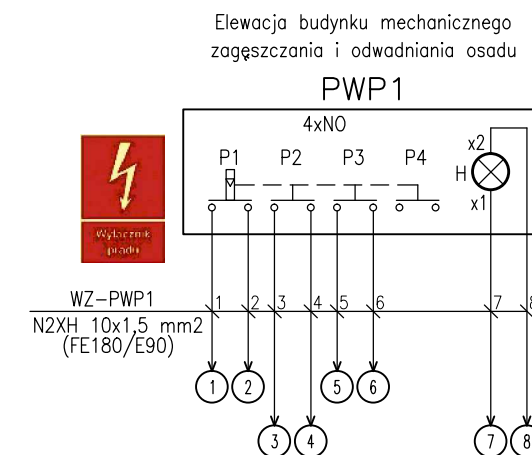 Elewacja budynku mechanicznego
zagęszczania i odwadniania osadu
PWP1
4xNO
P1 P2 P3 P4
x2
H
x1
Wyłącznik
prądu
WZ-PWP1
1 2 3 4 5 6 7 8
N2XH 10x1,5 mm2
(FE180/E90)
1 2 5 6
3 4 7 8